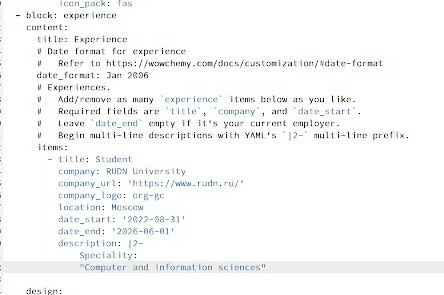 icon_pack: fas
- block: experience
content:
title: Experience
# Date format for experience
#   Refer to https://wowchemy.com/docs/customization/#date-format
date_format: Jan 2006
# Experiences.
#   Add/remove as many `experience` items below as you like.
#   Required fields are `title`, `company`, and `date_start`.
#   Leave `date_end` empty if it's your current employer.
#   Begin multi-line descriptions with YAML's `|2-` multi-line prefix.
items:
- title: Student
company: RUDN University
company_url: 'https://www.rudn.ru/'
company_logo: org-gc
location: Moscow
date_start: '2022-08-31'
date_end: '2026-06-01'
description: |2-
Speciality:
"Computer and information sciences"
design: